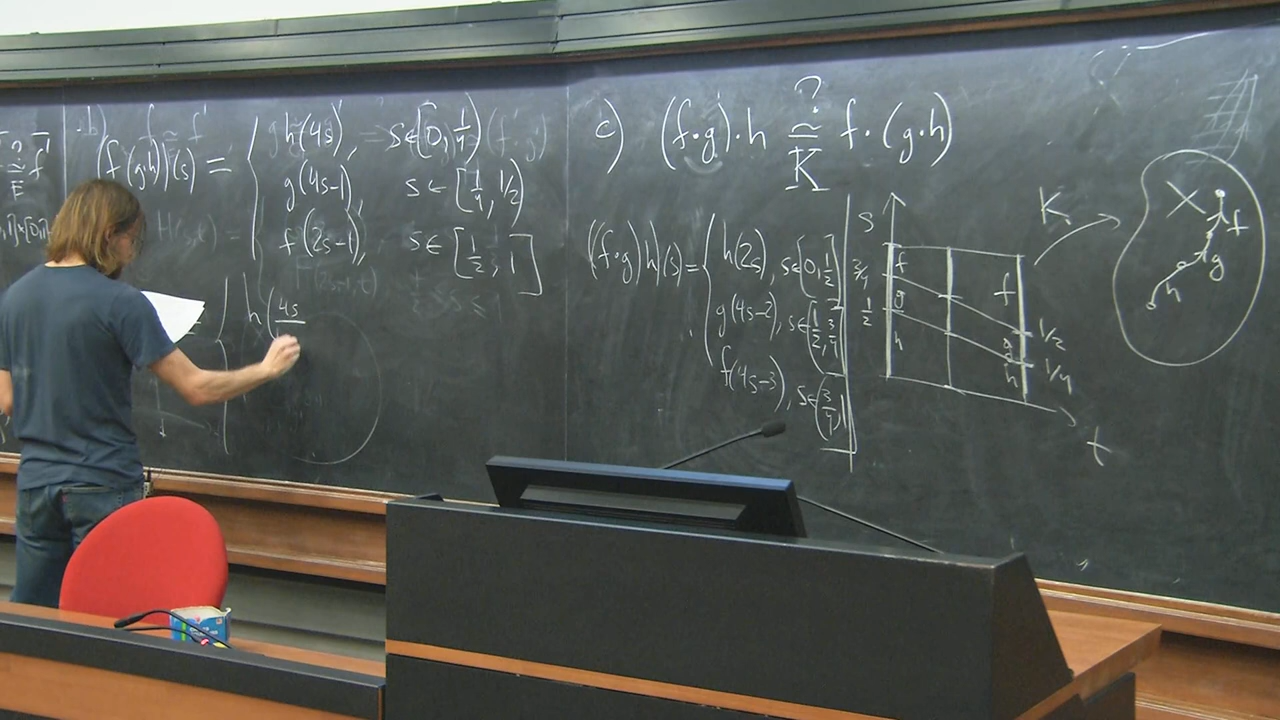 ≅ f̄'
E
b) f ≅ f'
(f(g·h))(s) = { h(4s), s∈[0,1/4)
g(4s-1), s∈[1/4, 1/2)
f(2s-1), s∈[1/2, 1]
H(s,t) =
h(4s
c) (f·g)·h ≅? f·(g·h)
K
((f·g)h)(s) = { h(2s), s∈[0,1/2]
g(4s-2), s∈[1/2, 3/4]
f(4s-3), s∈[3/4, 1]
s
3/4
1/2
f
g
h
f
g
h
1/2
1/4
t
K
X
f
g
h